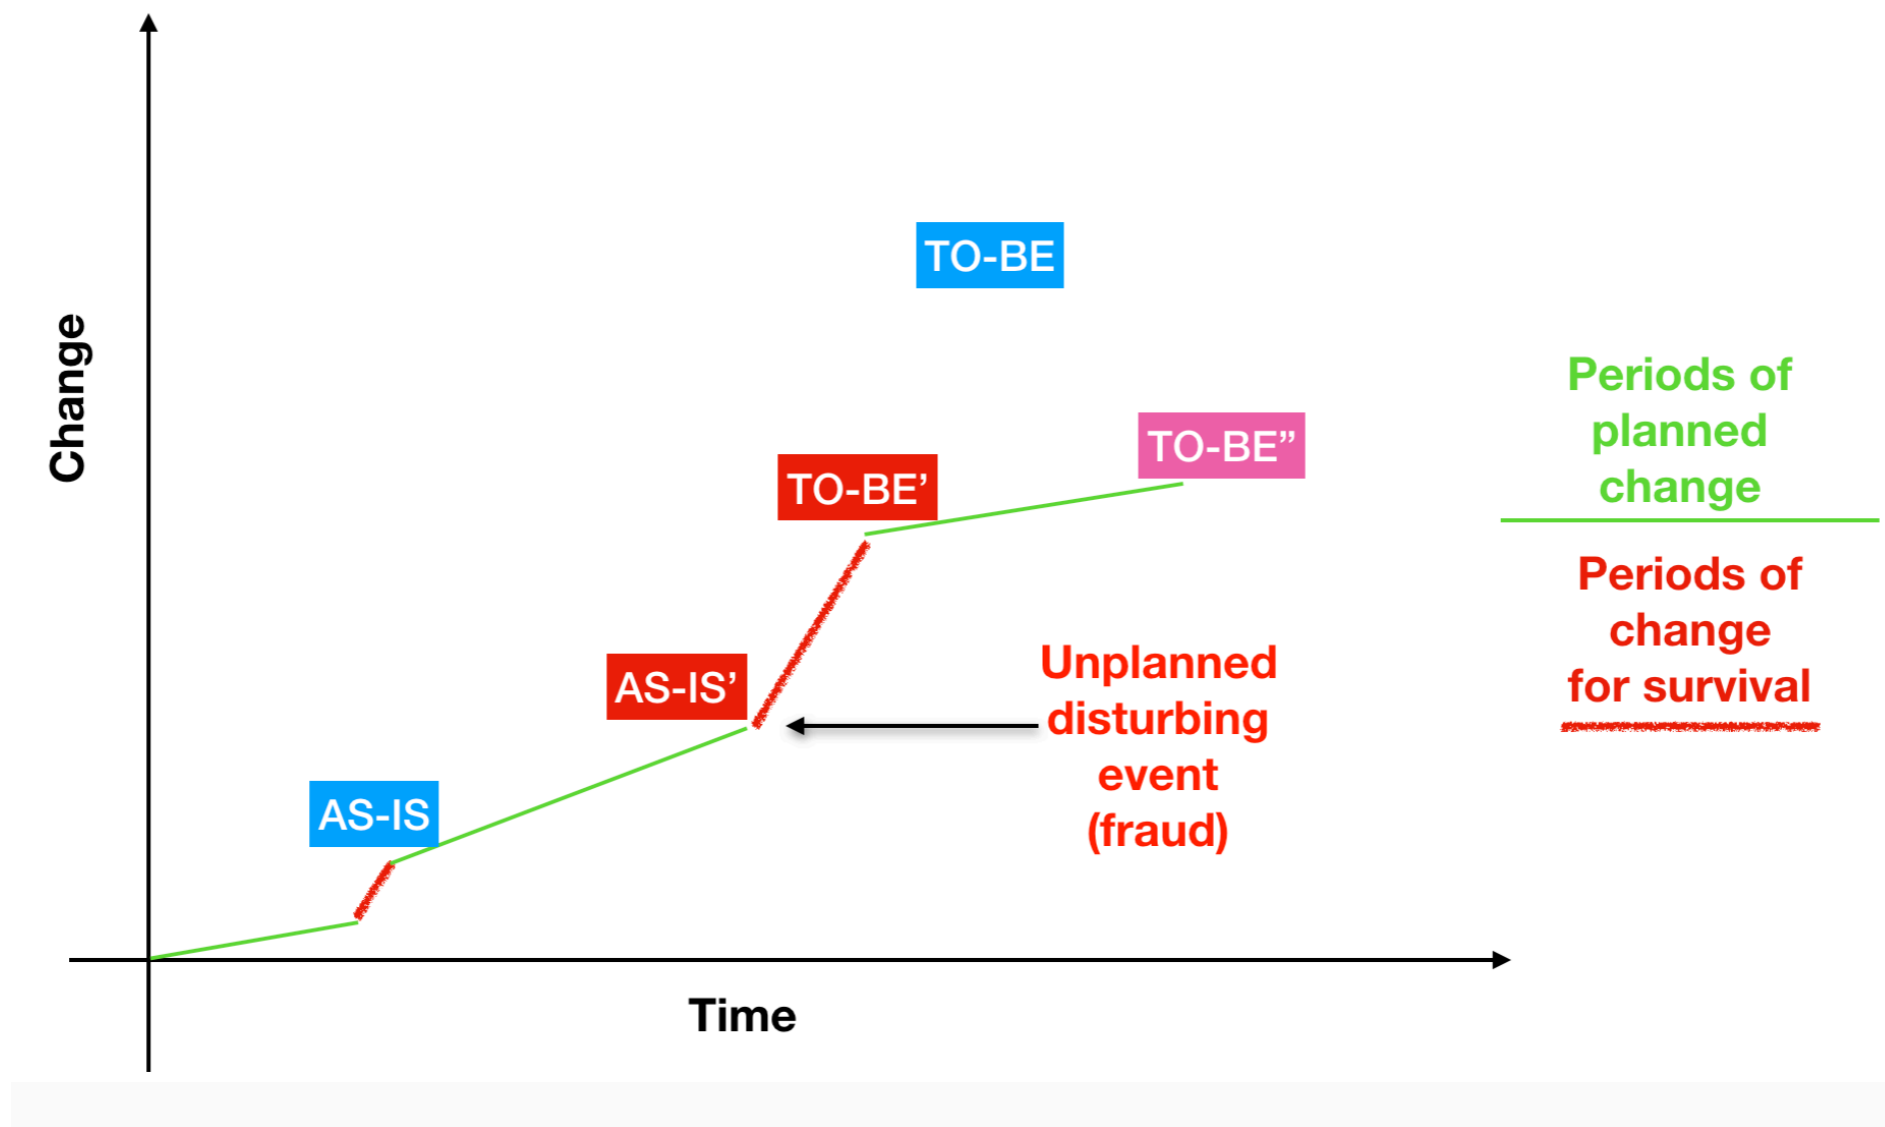 TO-BE
Change
Periods of
planned
change
TO-BE”
TO-BE’
Periods of
change
for survival
AS-IS’
Unplanned
disturbing
event
(fraud)
AS-IS
Time